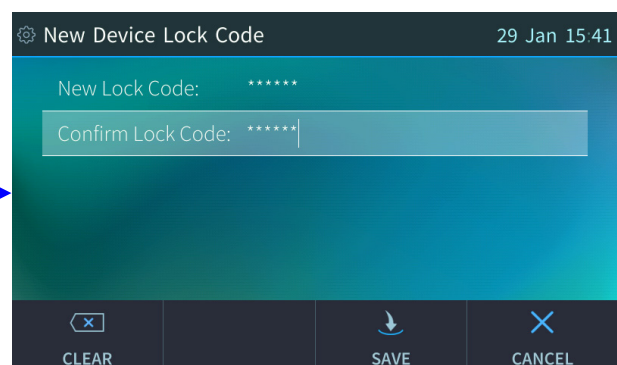 New Device Lock Code 29 Jan 15:41
New Lock Code: ******
Confirm Lock Code: ******
CLEAR SAVE CANCEL